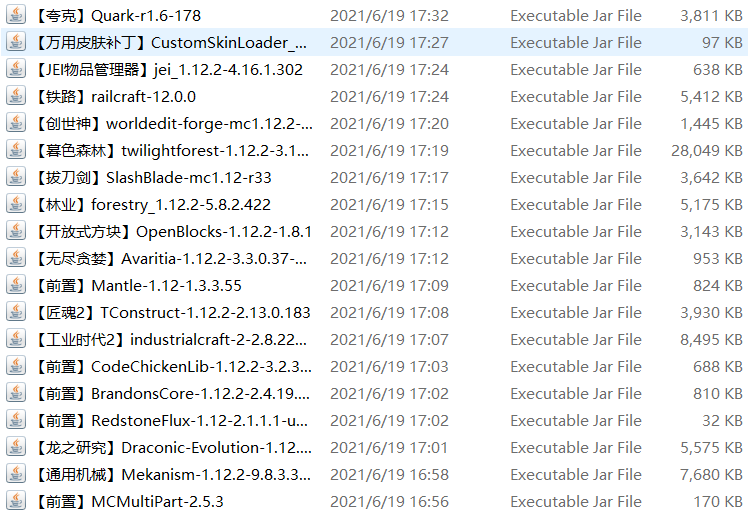 【夸克】Quark-r1.6-178 2021/6/19 17:32 Executable Jar File 3,811 KB
【万用皮肤补丁】CustomSkinLoader_... 2021/6/19 17:27 Executable Jar File 97 KB
【JEI物品管理器】jei_1.12.2-4.16.1.302 2021/6/19 17:24 Executable Jar File 638 KB
【铁路】railcraft-12.0.0 2021/6/19 17:24 Executable Jar File 5,412 KB
【创世神】worldedit-forge-mc1.12.2-... 2021/6/19 17:20 Executable Jar File 1,445 KB
【暮色森林】twilightforest-1.12.2-3.1... 2021/6/19 17:19 Executable Jar File 28,049 KB
【拔刀剑】SlashBlade-mc1.12-r33 2021/6/19 17:17 Executable Jar File 3,642 KB
【林业】forestry_1.12.2-5.8.2.422 2021/6/19 17:15 Executable Jar File 5,175 KB
【开放式方块】OpenBlocks-1.12.2-1.8.1 2021/6/19 17:12 Executable Jar File 3,143 KB
【无尽贪婪】Avaritia-1.12.2-3.3.0.37-... 2021/6/19 17:12 Executable Jar File 953 KB
【前置】Mantle-1.12-1.3.3.55 2021/6/19 17:09 Executable Jar File 824 KB
【匠魂2】TConstruct-1.12.2-2.13.0.183 2021/6/19 17:08 Executable Jar File 3,930 KB
【工业时代2】industrialcraft-2-2.8.22... 2021/6/19 17:07 Executable Jar File 8,495 KB
【前置】CodeChickenLib-1.12.2-3.2.3... 2021/6/19 17:03 Executable Jar File 688 KB
【前置】BrandonsCore-1.12.2-2.4.19.... 2021/6/19 17:02 Executable Jar File 810 KB
【前置】RedstoneFlux-1.12-2.1.1.1-u... 2021/6/19 17:02 Executable Jar File 32 KB
【龙之研究】Draconic-Evolution-1.12.... 2021/6/19 17:01 Executable Jar File 5,575 KB
【通用机械】Mekanism-1.12.2-9.8.3.3... 2021/6/19 16:58 Executable Jar File 7,680 KB
【前置】MCMultiPart-2.5.3 2021/6/19 16:56 Executable Jar File 170 KB